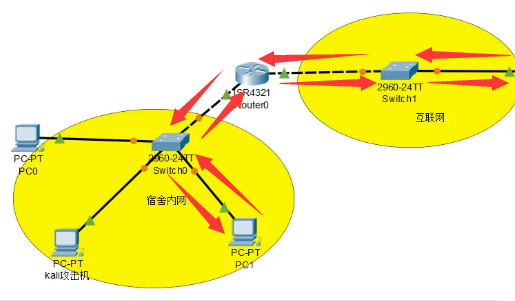 ISR4321
Router0
2960-24TT
Switch1
互联网
PC-PT
PC0
2960-24TT
Switch0
宿舍内网
PC-PT
kali攻击机
PC-PT
PC1